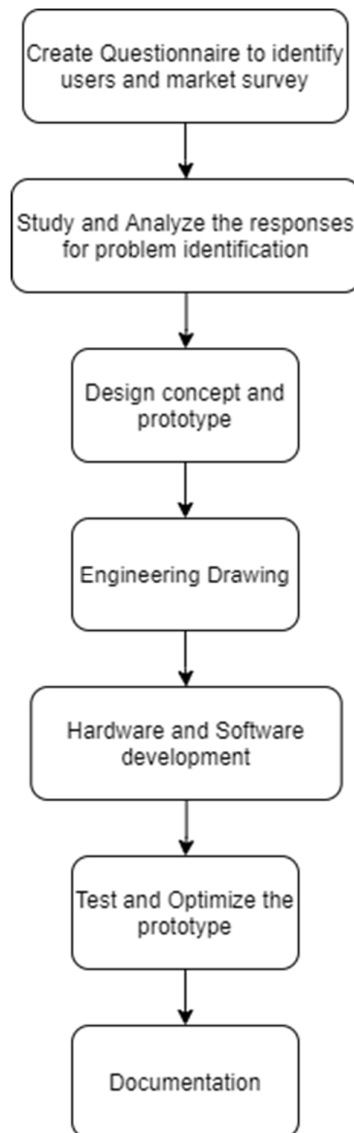 Create Questionnaire to identify
users and market survey
Study and Analyze the responses
for problem identification
Design concept and
prototype
Engineering Drawing
Hardware and Software
development
Test and Optimize the
prototype
Documentation